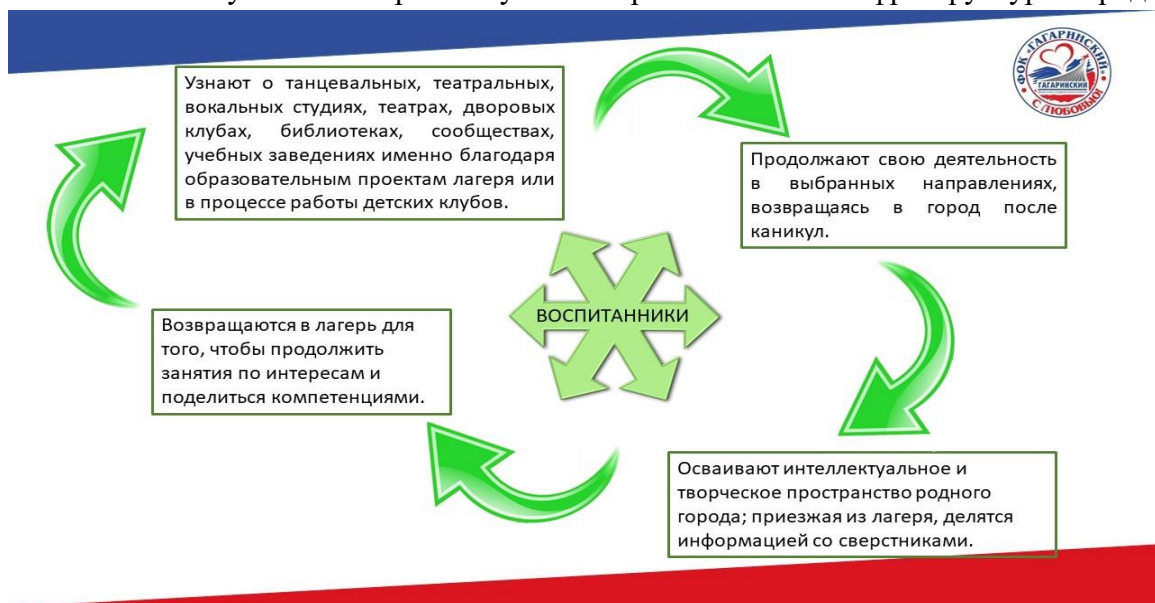 Узнают о танцевальных, театральных,
вокальных студиях, театрах, дворовых
клубах, библиотеках, сообществах,
учебных заведениях именно благодаря
образовательным проектам лагеря или
в процессе работы детских клубов.
ФОК «ГАГАРИНСКИЙ»
ГАГАРИНСКИЙ
С ЛЮБОВЬЮ!
Продолжают свою деятельность
в выбранных направлениях,
возвращаясь в город после
каникул.
ВОСПИТАННИКИ
Возвращаются в лагерь для
того, чтобы продолжить
занятия по интересам и
поделиться компетенциями.
Осваивают интеллектуальное и
творческое пространство родного
города; приезжая из лагеря, делятся
информацией со сверстниками.